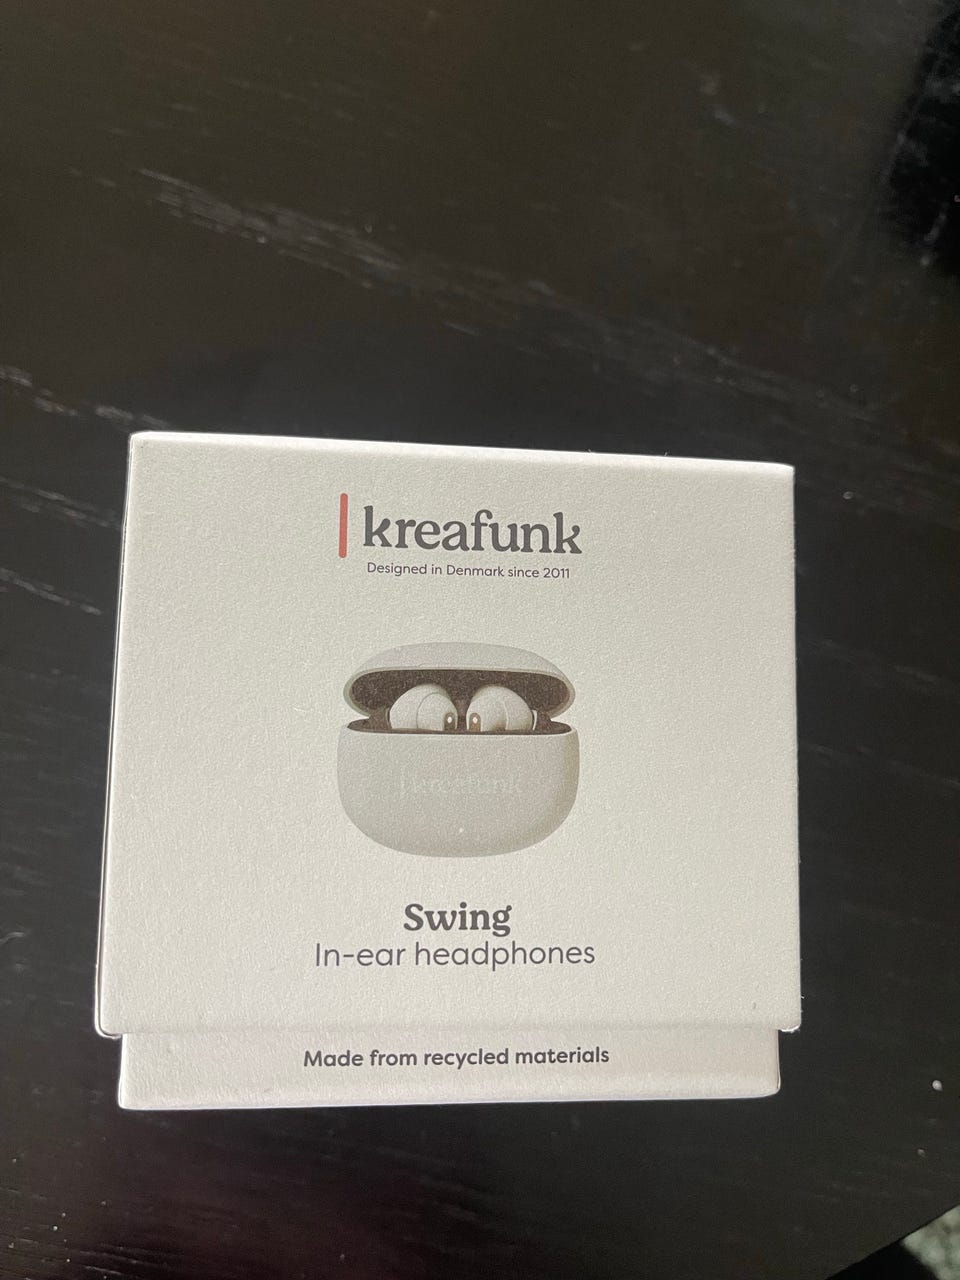 kreafunk
Designed in Denmark since 2011
kreafunk
Swing
In-ear headphones
Made from recycled materials